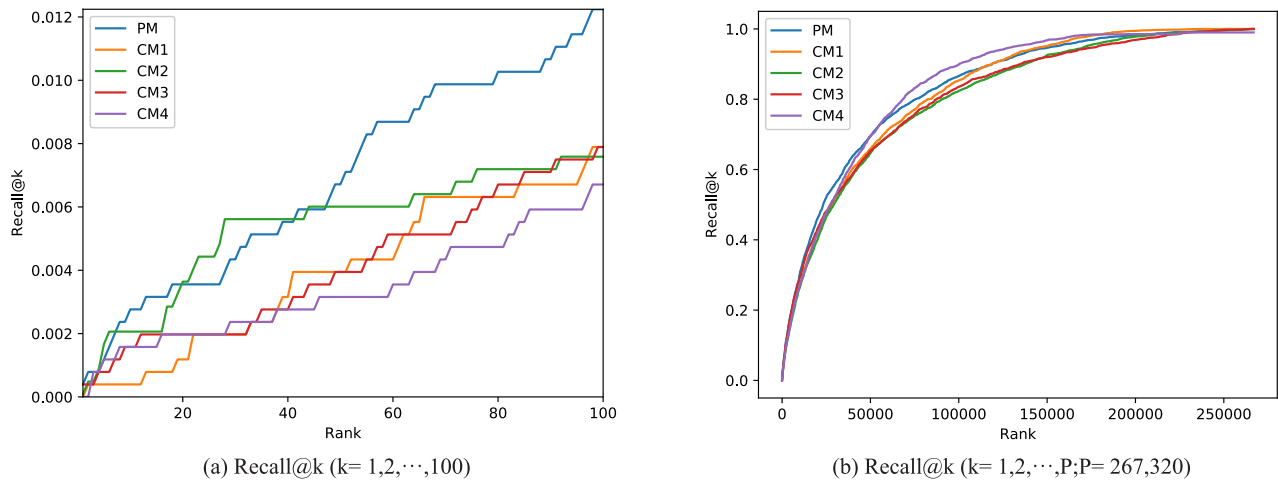 0.012
0.010
0.008
0.006
0.004
0.002
0.000
Recall@k
PM
CM1
CM2
CM3
CM4
20
40
60
80
100
Rank
(a) Recall@k (k= 1,2,⋯,100)
1.0
0.8
0.6
0.4
0.2
0.0
Recall@k
PM
CM1
CM2
CM3
CM4
0
50000
100000
150000
200000
250000
Rank
(b) Recall@k (k= 1,2,⋯,P;P= 267,320)